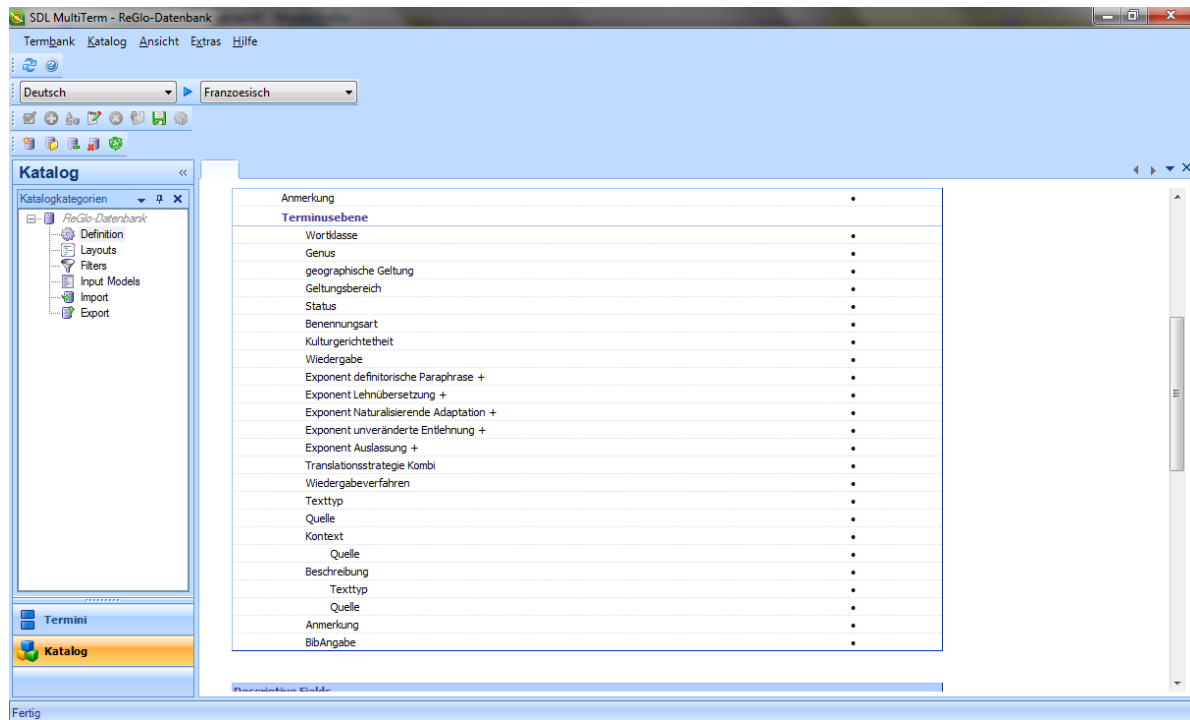 SDL MultiTerm - ReGlo-Datenbank
Termbank Katalog Ansicht Extras Hilfe
Deutsch
Franzoesisch
Katalog
Katalogkategorien
ReGlo-Datenbank
Definition
Layouts
Filters
Input Models
Import
Export
Termini
Katalog
Anmerkung
Terminusebene
Wortklasse
Genus
geographische Geltung
Geltungsbereich
Status
Benennungsart
Kulturgerichtetheit
Wiedergabe
Exponent definitorische Paraphrase +
Exponent Lehnübersetzung +
Exponent Naturalisierende Adaptation +
Exponent unveränderte Entlehnung +
Exponent Auslassung +
Translationsstrategie Kombi
Wiedergabeverfahren
Texttyp
Quelle
Kontext
Quelle
Beschreibung
Texttyp
Quelle
Anmerkung
BibAngabe
Descriptive Fields
Fertig